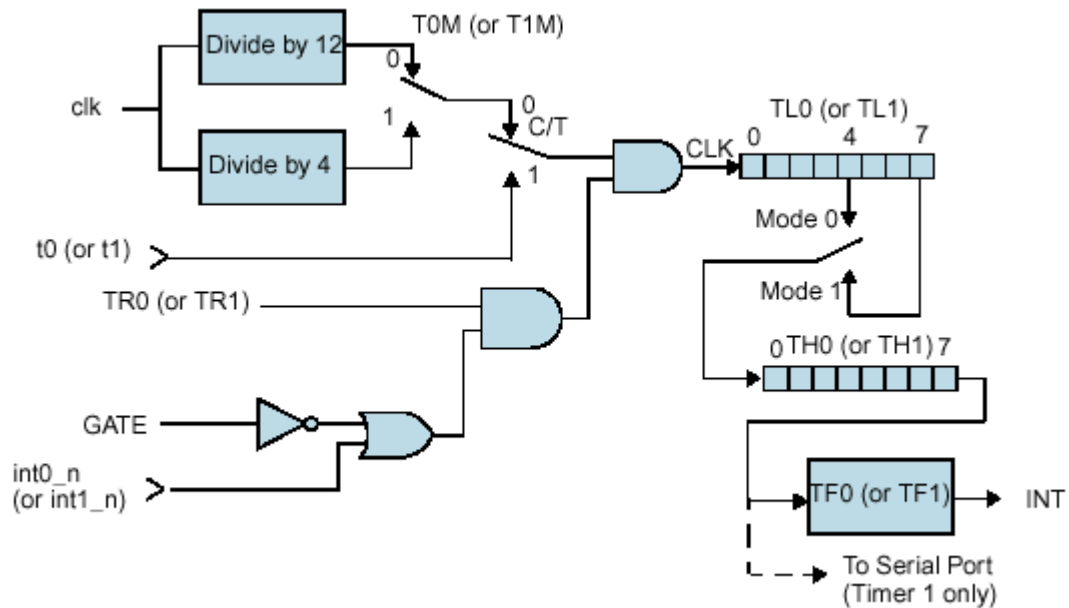 T0M (or T1M)
Divide by 12
0
clk
1
0
C/T
TL0 (or TL1)
0 4 7
Divide by 4
1
CLK
Mode 0
t0 (or t1)
TR0 (or TR1)
Mode 1
0 TH0 (or TH1) 7
GATE
int0_n
(or int1_n)
TF0 (or TF1)
INT
To Serial Port
(Timer 1 only)